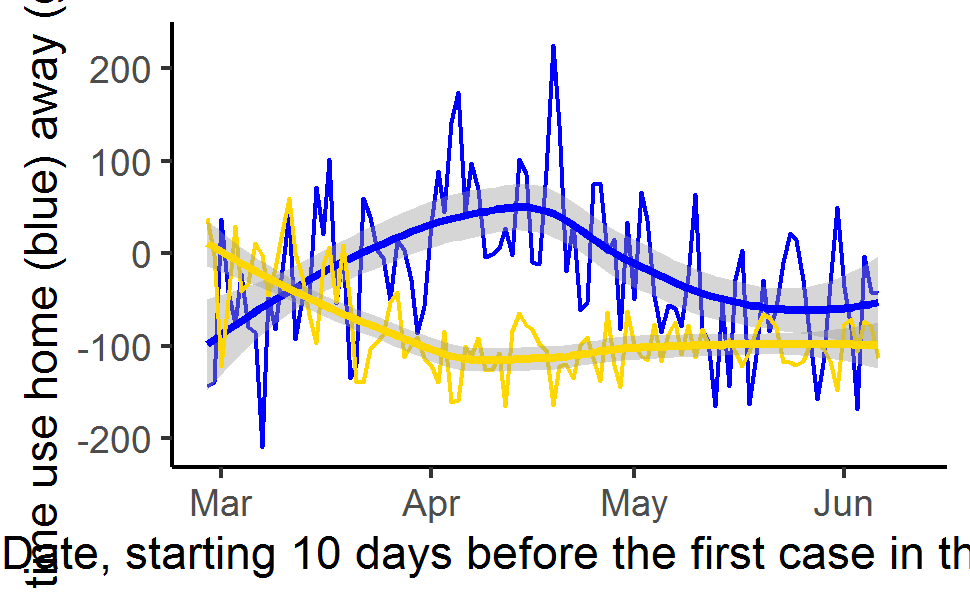 time use home (blue) away (
200
100
0
-100
-200
Mar Apr May Jun
Date, starting 10 days before the first case in th